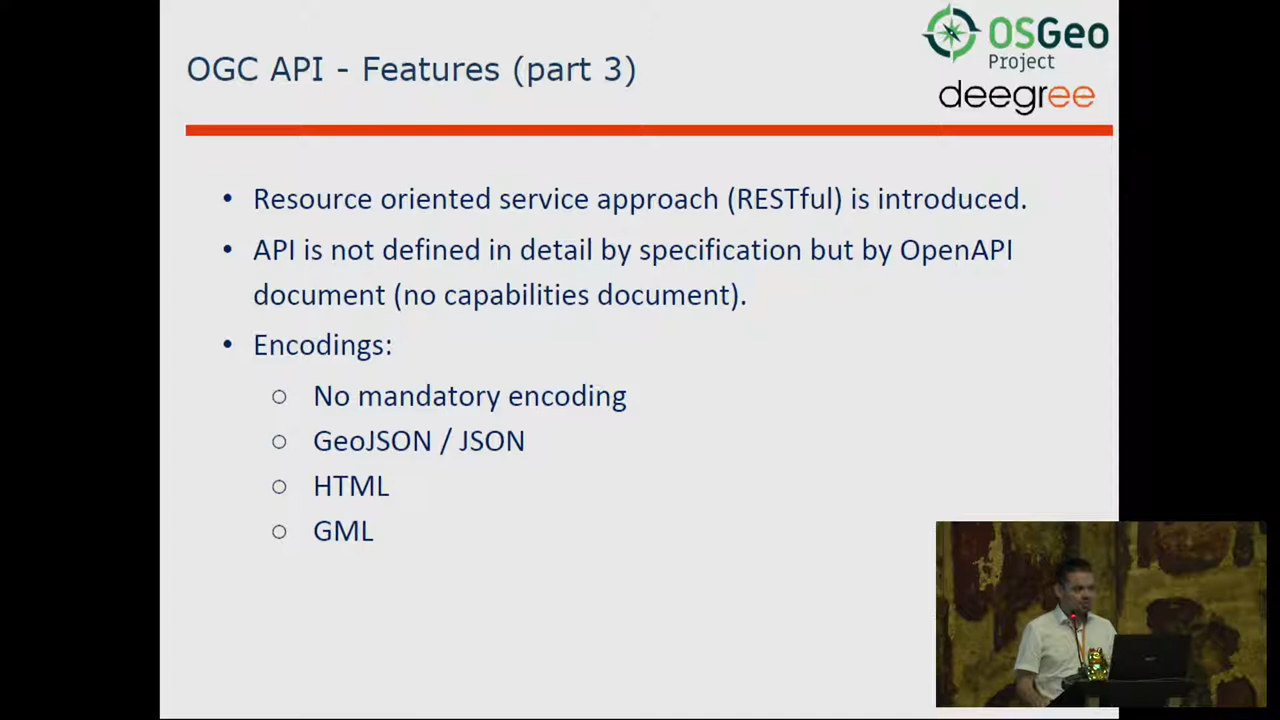 OGC API - Features (part 3)
OSGeo
Project
deegree
• Resource oriented service approach (RESTful) is introduced.
• API is not defined in detail by specification but by OpenAPI
document (no capabilities document).
• Encodings:
○ No mandatory encoding
○ GeoJSON / JSON
○ HTML
○ GML